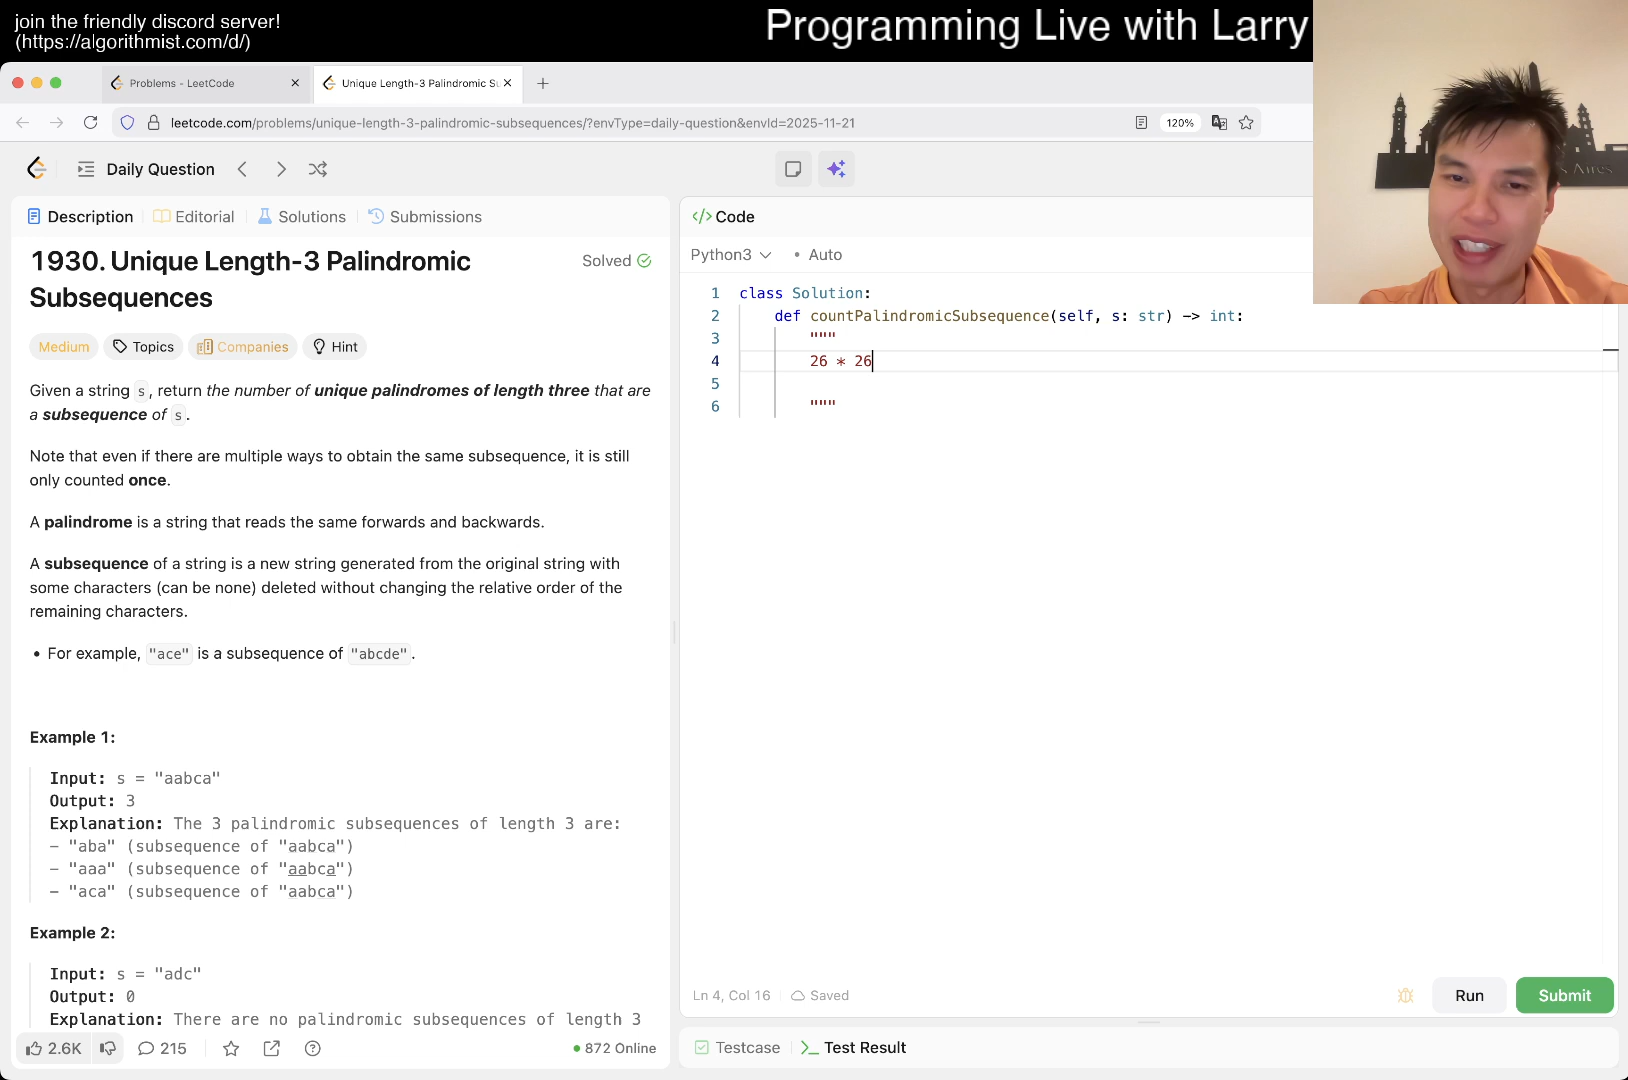 join the friendly discord server!
(https://algorithmist.com/d/)
Programming Live with Larry
Problems - LeetCode
Unique Length-3 Palindromic Su
leetcode.com/problems/unique-length-3-palindromic-subsequences/?envType=daily-question&envId=2025-11-21
120%
Daily Question
Description
Editorial
Solutions
Submissions
1930. Unique Length-3 Palindromic
Subsequences
Solved
Medium
Topics
Companies
Hint
Given a string s, return the number of unique palindromes of length three that are
a subsequence of s.
Note that even if there are multiple ways to obtain the same subsequence, it is still
only counted once.
A palindrome is a string that reads the same forwards and backwards.
A subsequence of a string is a new string generated from the original string with
some characters (can be none) deleted without changing the relative order of the
remaining characters.
• For example, "ace" is a subsequence of "abcde".
Example 1:
Input: s = "aabca"
Output: 3
Explanation: The 3 palindromic subsequences of length 3 are:
- "aba" (subsequence of "aabca")
- "aaa" (subsequence of "aabca")
- "aca" (subsequence of "aabca")
Example 2:
Input: s = "adc"
Output: 0
Explanation: There are no palindromic subsequences of length 3
2.6K
215
872 Online
</> Code
Python3
• Auto
1 class Solution:
2 def countPalindromicSubsequence(self, s: str) -> int:
3 """
4 26 * 26
5
6 """
Ln 4, Col 16
Saved
Run
Submit
Testcase
Test Result